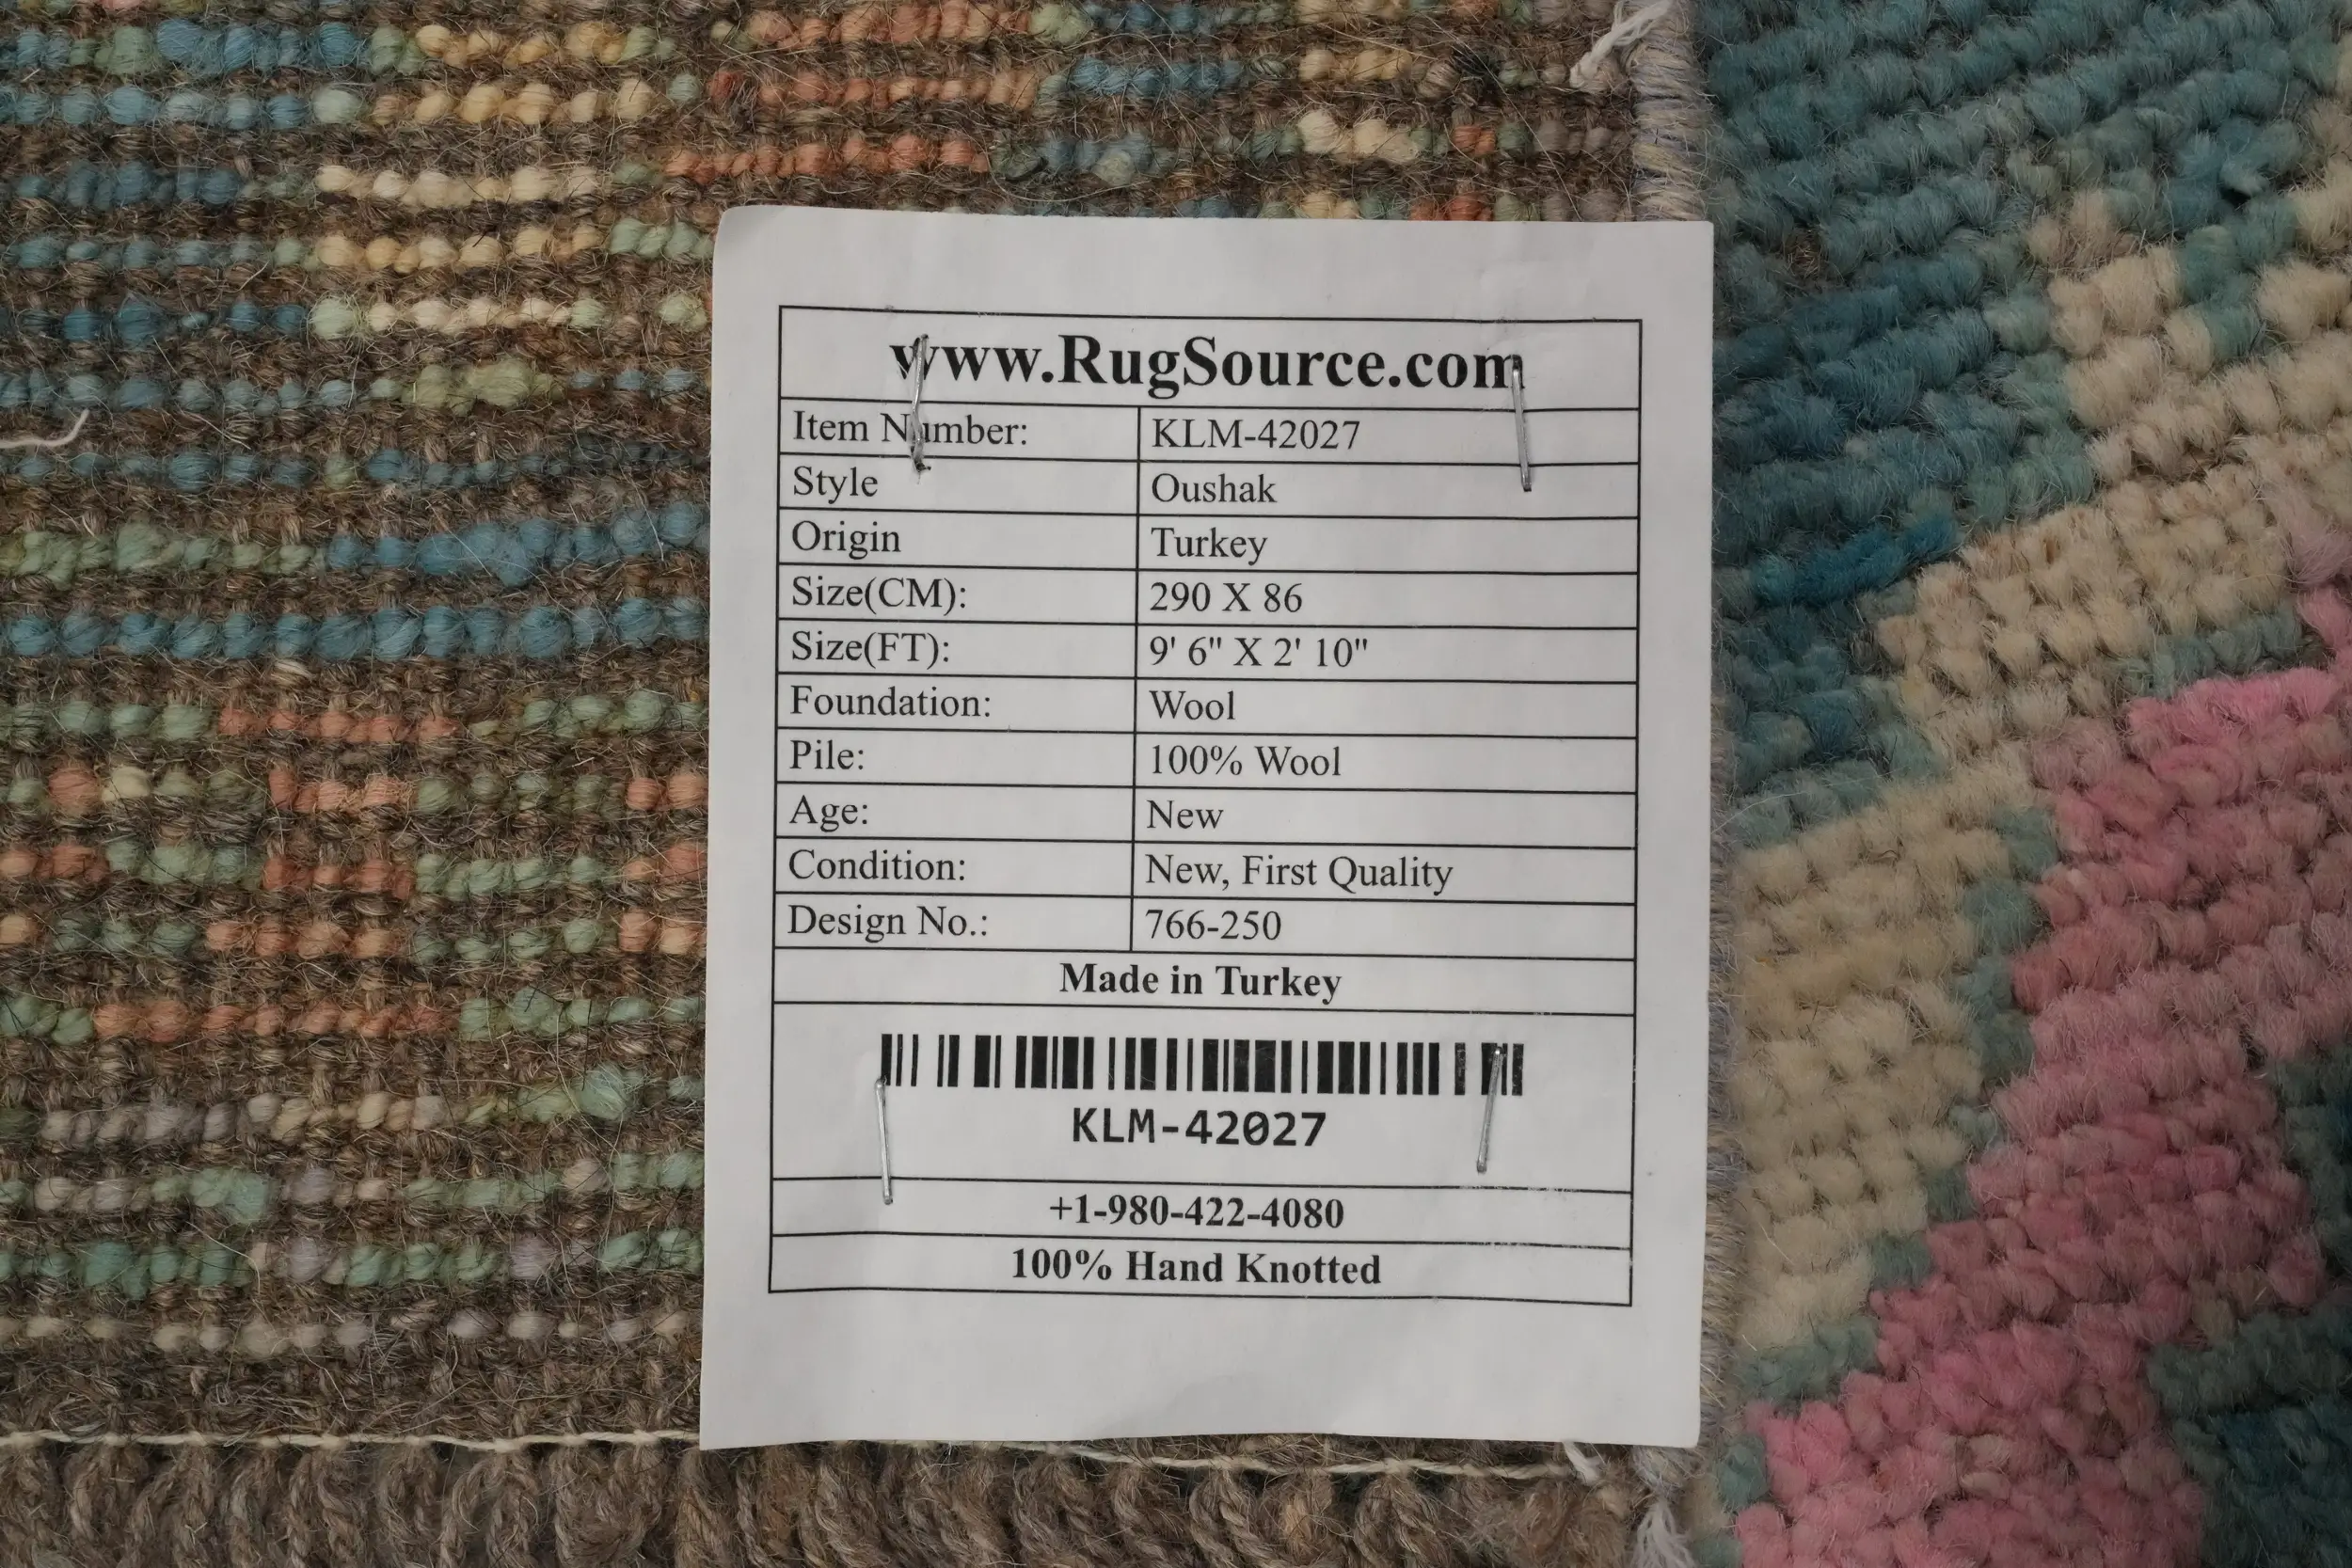 www.RugSource.com
Item Number: KLM-42027
Style Oushak
Origin Turkey
Size(CM): 290 X 86
Size(FT): 9' 6" X 2' 10"
Foundation: Wool
Pile: 100% Wool
Age: New
Condition: New, First Quality
Design No.: 766-250
Made in Turkey
KLM-42027
+1-980-422-4080
100% Hand Knotted